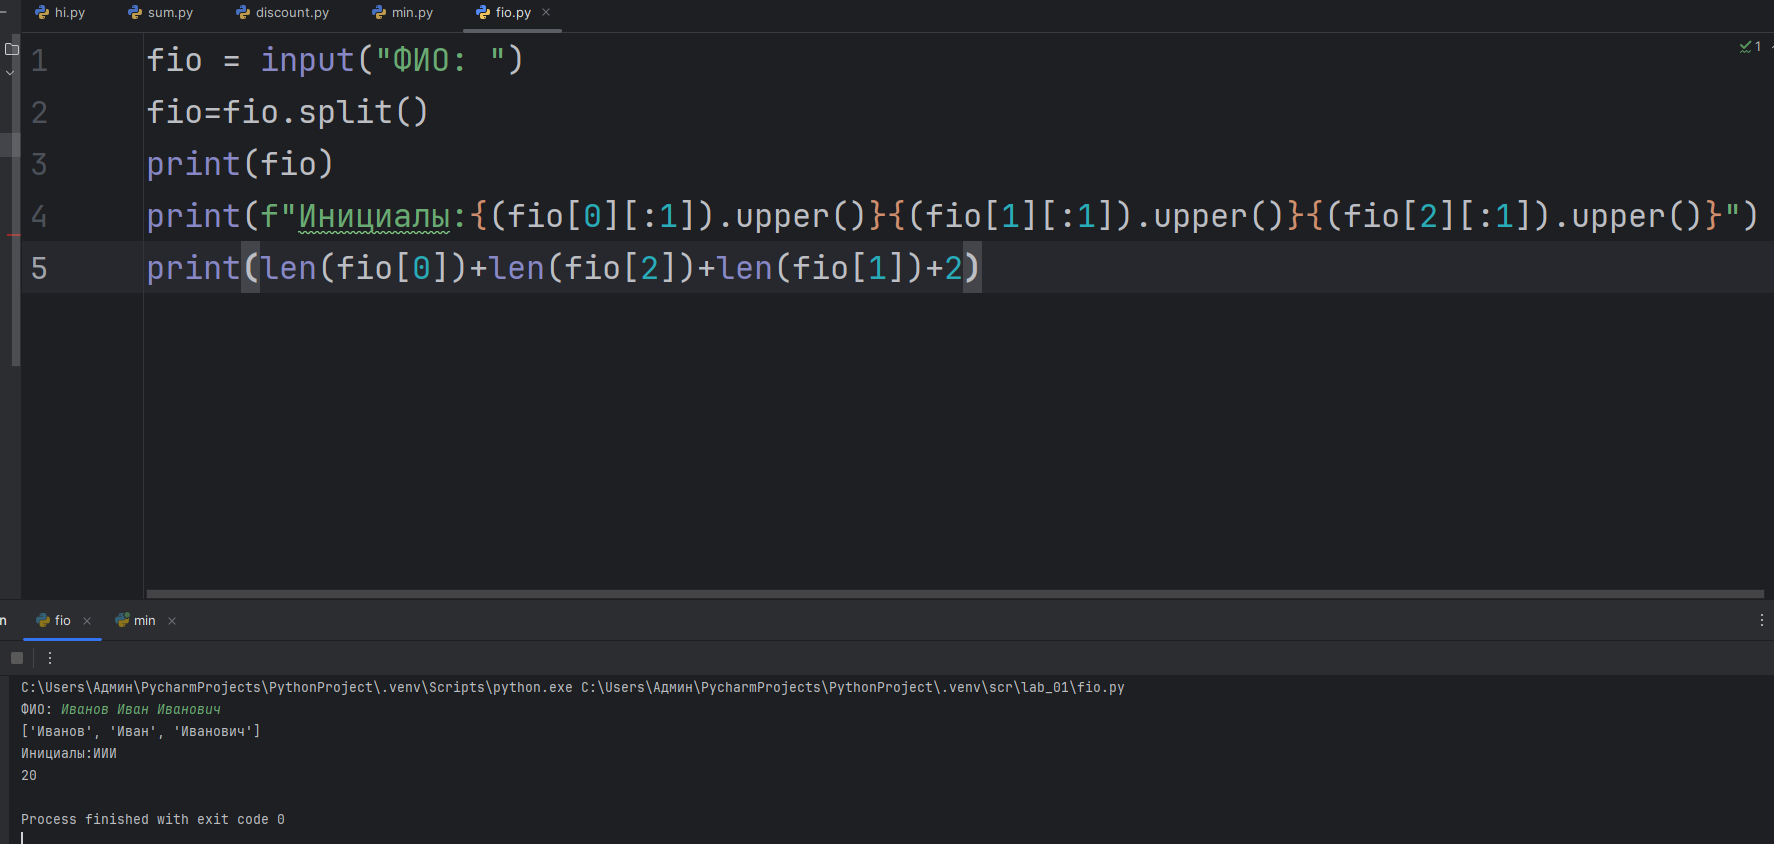 hi.py sum.py discount.py min.py fio.py
1
1 fio = input("ФИО: ")
2 fio=fio.split()
3 print(fio)
4 print(f"Инициалы:{(fio[0][:1]).upper()}{(fio[1][:1]).upper()}{(fio[2][:1]).upper()}")
5 print(len(fio[0])+len(fio[2])+len(fio[1])+2)
n fio min
C:\Users\Админ\PycharmProjects\PythonProject\.venv\Scripts\python.exe C:\Users\Админ\PycharmProjects\PythonProject\.venv\scr\lab_01\fio.py
ФИО: Иванов Иван Иванович
['Иванов', 'Иван', 'Иванович']
Инициалы:ИИИ
20
Process finished with exit code 0